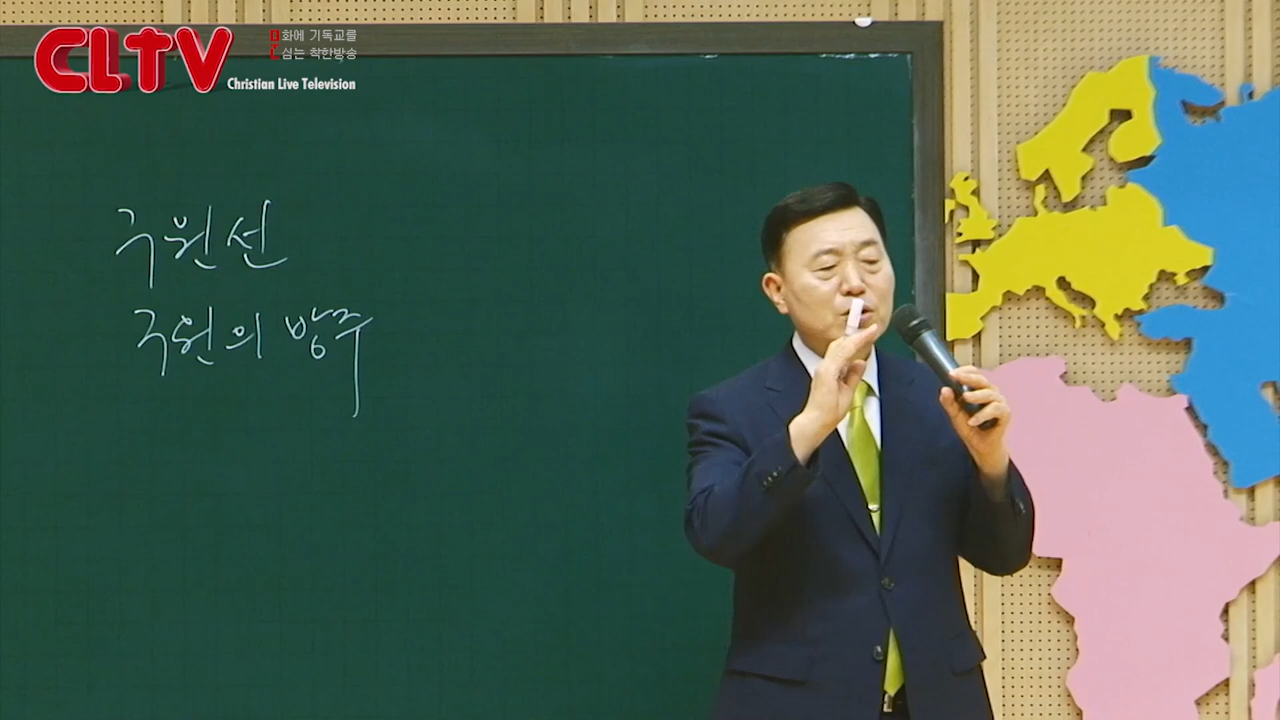 CLTV
문화에 기독교를
심는 착한방송
Christian Live Television
구원선
구원의 방주